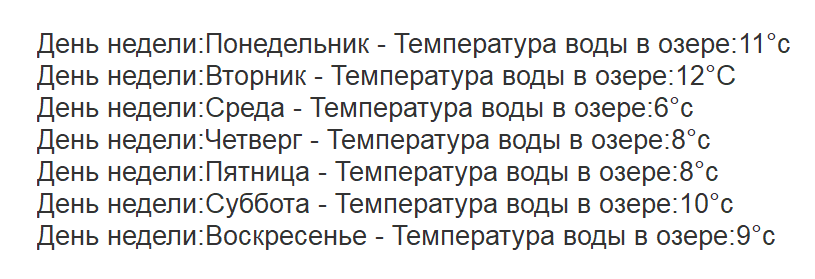 День недели:Понедельник - Температура воды в озере:11°с
День недели:Вторник - Температура воды в озере:12°С
День недели:Среда - Температура воды в озере:6°с
День недели:Четверг - Температура воды в озере:8°с
День недели:Пятница - Температура воды в озере:8°с
День недели:Суббота - Температура воды в озере:10°с
День недели:Воскресенье - Температура воды в озере:9°с